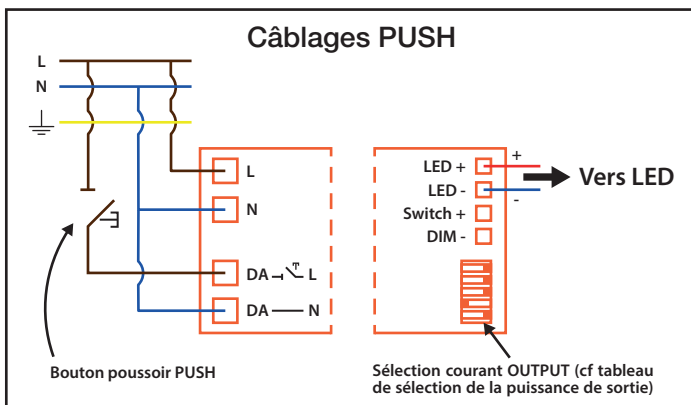 Câblages PUSH
L
N
L
N
DA L
DA N
LED +
LED -
Switch +
DIM -
+
-
Vers LED
Bouton poussoir PUSH
Sélection courant OUTPUT (cf tableau
de sélection de la puissance de sortie)